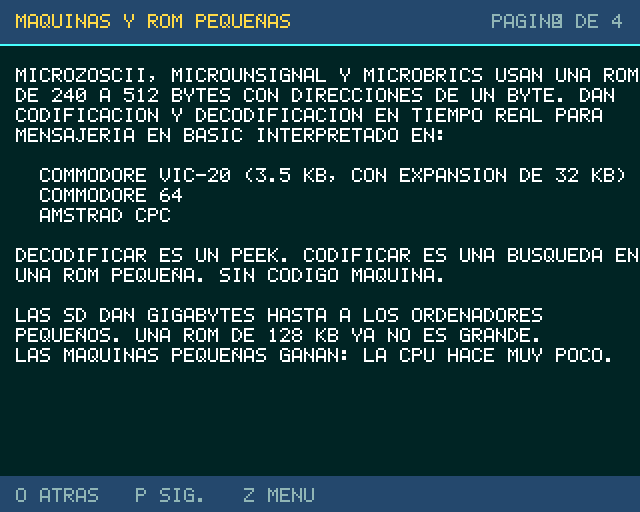 MAQUINAS Y ROM PEQUEÑAS
PAGIN DE 4
MICROZOSCII, MICROUNSIGNAL Y MICROBRICS USAN UNA ROM
DE 240 A 512 BYTES CON DIRECCIONES DE UN BYTE. DAN
CODIFICACION Y DECODIFICACION EN TIEMPO REAL PARA
MENSAJERIA EN BASIC INTERPRETADO EN:
COMMODORE VIC-20 (3.5 KB, CON EXPANSION DE 32 KB)
COMMODORE 64
AMSTRAD CPC
DECODIFICAR ES UN PEEK. CODIFICAR ES UNA BUSQUEDA EN
UNA ROM PEQUEÑA. SIN CODIGO MAQUINA.
LAS SD DAN GIGABYTES HASTA A LOS ORDENADORES
PEQUEÑOS. UNA ROM DE 128 KB YA NO ES GRANDE.
LAS MAQUINAS PEQUEÑAS GANAN: LA CPU HACE MUY POCO.
O ATRAS P SIG. Z MENU